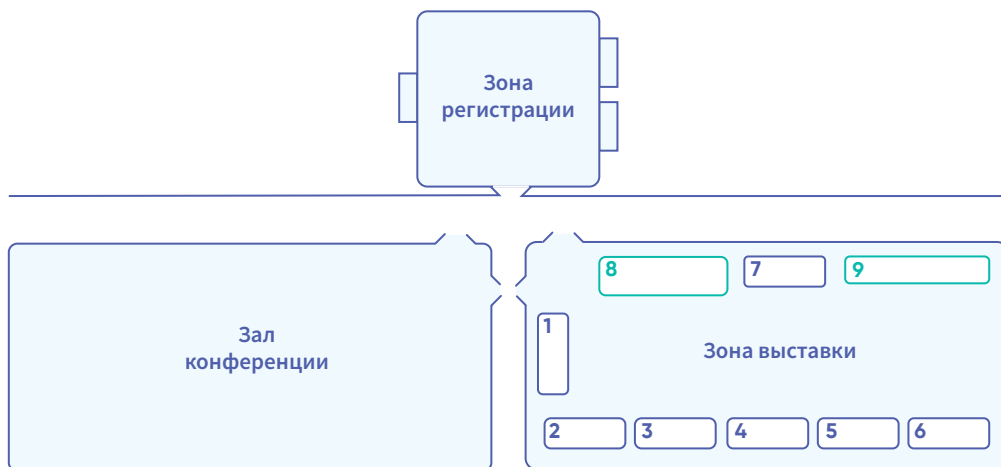 Зона
регистрации
8
7
9
1
Зал
конференции
Зона выставки
2
3
4
5
6